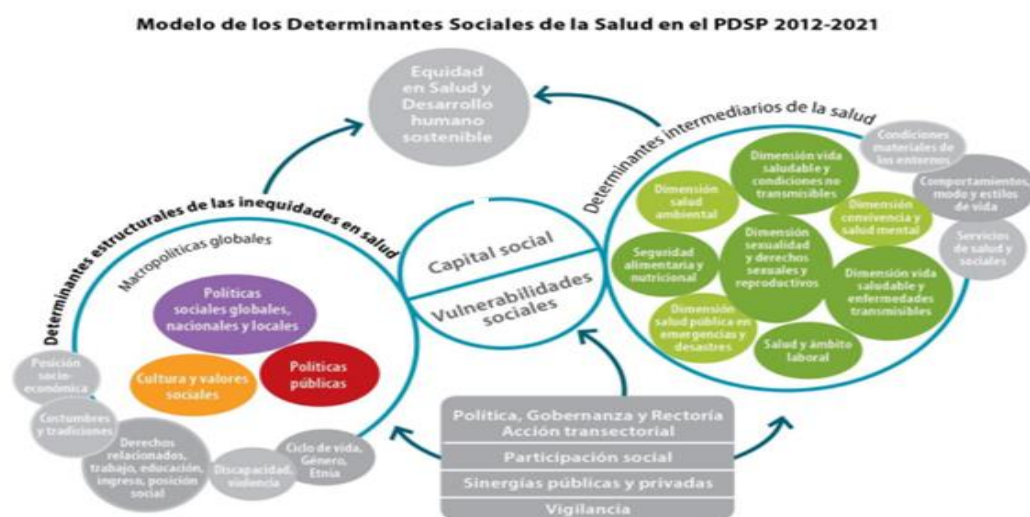 Modelo de los Determinantes Sociales de la Salud en el PDSP 2012-2021
Equidad
en Salud y
Desarrollo
humano
sostenible
Determinantes estructurales de las inequidades en salud
Macropolíticas globales
Políticas
sociales globales,
nacionales y locales
Cultura y valores
sociales
Políticas
públicas
Posición
socio-
económica
Costumbres
y tradiciones
Derechos
relacionados,
trabajo, educación,
ingreso, posición
social
Discapacidad,
violencia
Ciclo de vida,
Género,
Etnia
Capital social
Vulnerabilidades
sociales
Determinantes intermediarios de la salud
Dimensión vida
saludable y
condiciones no
transmisibles
Dimensión
salud
ambiental
Dimensión
convivencia y
salud mental
Seguridad
alimentaria y
nutricional
Dimensión
sexualidad
y derechos
sexuales y
reproductivos
Dimensión vida
saludable y
enfermedades
transmisibles
Dimensión
salud pública en
emergencias y
desastres
Salud y ámbito
laboral
Condiciones
materiales de
los entornos
Comportamientos,
modo y estilos
de vida
Servicios
de salud y
sociales
Política, Gobernanza y Rectoría
Acción transectorial
Participación social
Sinergías públicas y privadas
Vigilancia